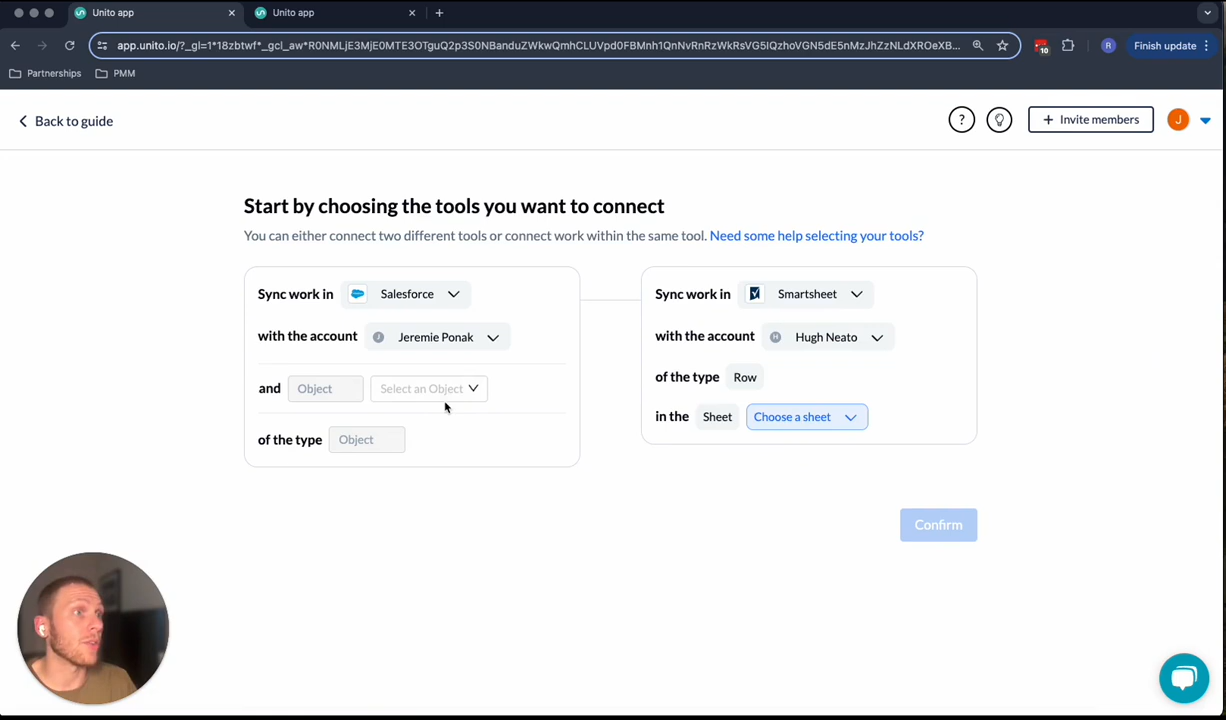 Unito app
Unito app
app.unito.io/?_gl=1*18zbtwf*_gcl_aw*
Finish update
10
R
Partnerships
PMM
Back to guide
?
+ Invite members
J
Start by choosing the tools you want to connect
You can either connect two different tools or connect work within the same tool. Need some help selecting your tools?
Sync work in Salesforce
with the account J Jeremie Ponak
and Object Select an Object
of the type Object
Sync work in Smartsheet
with the account H Hugh Neato
of the type Row
in the Sheet Choose a sheet
Confirm